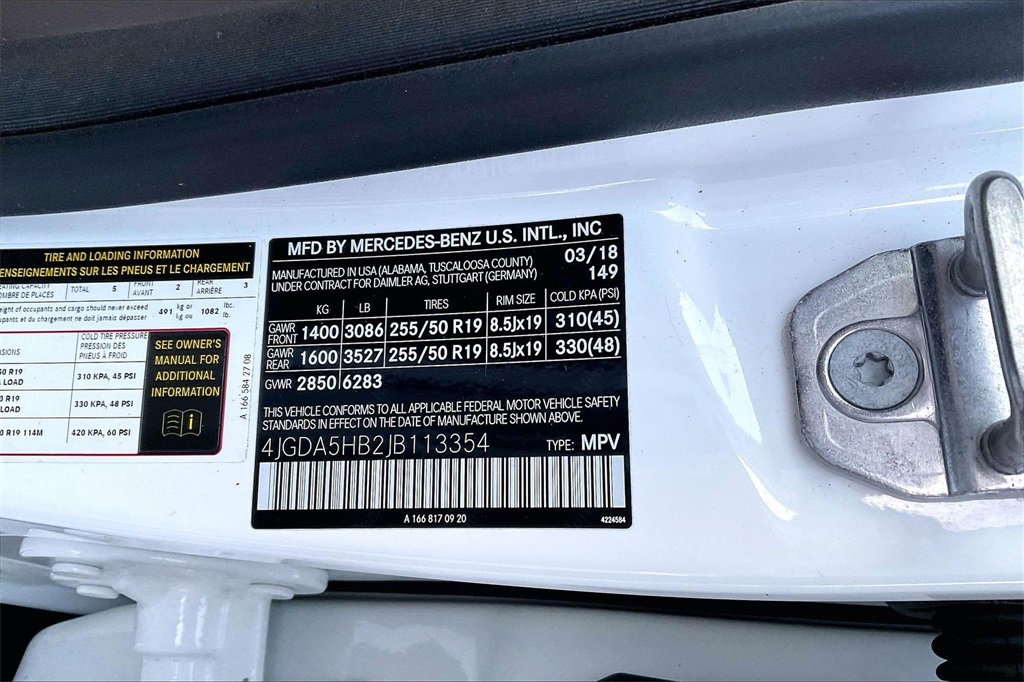 TIRE AND LOADING INFORMATION
RENSEIGNEMENTS SUR LES PNEUS ET LE CHARGEMENT
TOTAL 5 FRONT AVANT 2 REAR ARRIÈRE 3
OMBRE DE PLACES
eight of occupants and cargo should never exceed 491 kg or 1082 lbs.
upants et du chargement ne doit jamais dépasser kg ou lb.
COLD TIRE PRESSURE
PRESSION DES
PNEUS À FROID
R19
LOAD
310 KPA, 45 PSI
R19
LOAD
330 KPA, 48 PSI
R19 114M
420 KPA, 60 PSI
SEE OWNER'S
MANUAL FOR
ADDITIONAL
INFORMATION
A 166 584 27 08
MFD BY MERCEDES-BENZ U.S. INTL., INC
MANUFACTURED IN USA (ALABAMA, TUSCALOOSA COUNTY) 03/18
UNDER CONTRACT FOR DAIMLER AG, STUTTGART (GERMANY) 149
KG LB TIRES RIM SIZE COLD KPA (PSI)
GAWR FRONT 1400 3086 255/50 R19 8.5Jx19 310(45)
GAWR REAR 1600 3527 255/50 R19 8.5Jx19 330(48)
GVWR 2850 6283
THIS VEHICLE CONFORMS TO ALL APPLICABLE FEDERAL MOTOR VEHICLE SAFETY
STANDARDS IN EFFECT ON THE DATE OF MANUFACTURE SHOWN ABOVE.
4JGDA5HB2JB113354 TYPE: MPV
A 166 817 09 20 4224584